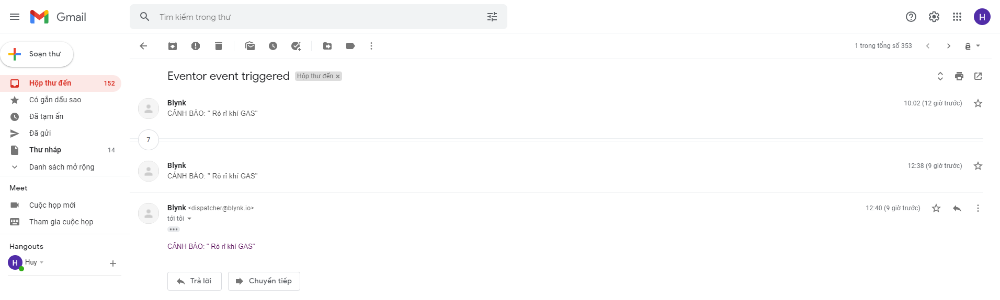 Gmail
Tìm kiếm trong thư
H
Soạn thư
1 trong tổng số 353
ê
Hộp thư đến 152
Có gắn dấu sao
Đã tạm ẩn
Đã gửi
Thư nháp 14
Danh sách mở rộng
Meet
Cuộc họp mới
Tham gia cuộc họp
Hangouts
H Huy
Eventor event triggered Hộp thư đến x
Blynk 10:02 (12 giờ trước)
CẢNH BÁO: " Rò rỉ khí GAS"
7
Blynk 12:38 (9 giờ trước)
CẢNH BÁO: " Rò rỉ khí GAS"
Blynk <dispatcher@blynk.io> 12:40 (9 giờ trước)
tới tôi
CẢNH BÁO: " Rò rỉ khí GAS"
Trả lời Chuyển tiếp